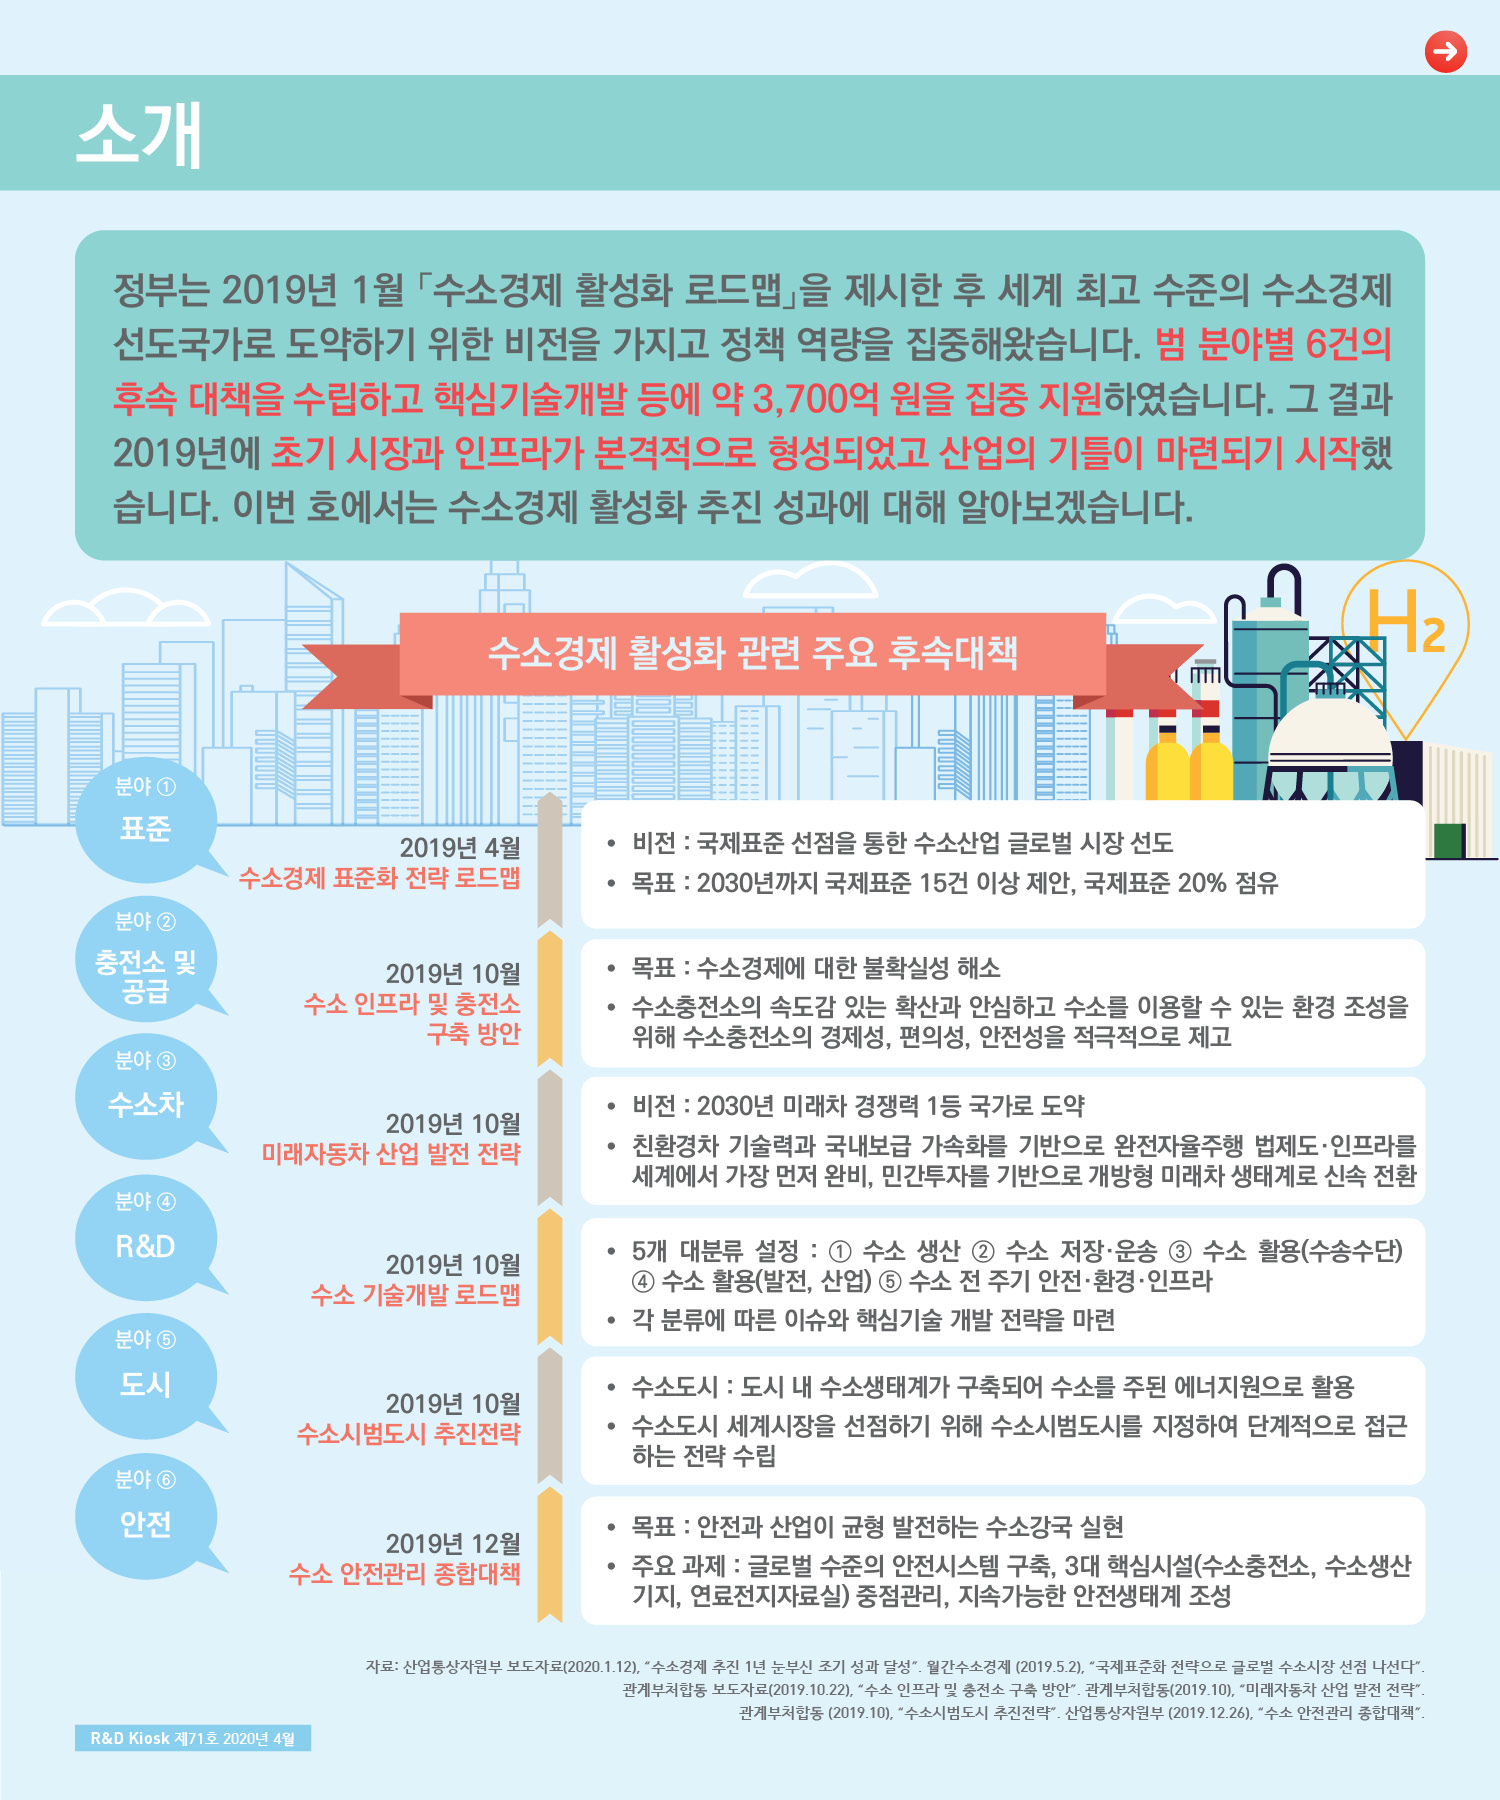 소개
정부는 2019년 1월 「수소경제 활성화 로드맵」을 제시한 후 세계 최고 수준의 수소경제
선도국가로 도약하기 위한 비전을 가지고 정책 역량을 집중해왔습니다. 범 분야별 6건의
후속 대책을 수립하고 핵심기술개발 등에 약 3,700억 원을 집중 지원하였습니다. 그 결과
2019년에 초기 시장과 인프라가 본격적으로 형성되었고 산업의 기틀이 마련되기 시작했
습니다. 이번 호에서는 수소경제 활성화 추진 성과에 대해 알아보겠습니다.
H2
수소경제 활성화 관련 주요 후속대책
분야 ①
표준
2019년 4월
수소경제 표준화 전략 로드맵
• 비전 : 국제표준 선점을 통한 수소산업 글로벌 시장 선도
• 목표 : 2030년까지 국제표준 15건 이상 제안, 국제표준 20% 점유
분야 ②
충전소 및
공급
2019년 10월
수소 인프라 및 충전소
구축 방안
• 목표 : 수소경제에 대한 불확실성 해소
• 수소충전소의 속도감 있는 확산과 안심하고 수소를 이용할 수 있는 환경 조성을
위해 수소충전소의 경제성, 편의성, 안전성을 적극적으로 제고
분야 ③
수소차
2019년 10월
미래자동차 산업 발전 전략
• 비전 : 2030년 미래차 경쟁력 1등 국가로 도약
• 친환경차 기술력과 국내보급 가속화를 기반으로 완전자율주행 법제도·인프라를
세계에서 가장 먼저 완비, 민간투자를 기반으로 개방형 미래차 생태계로 신속 전환
분야 ④
R&D
2019년 10월
수소 기술개발 로드맵
• 5개 대분류 설정 : ① 수소 생산 ② 수소 저장·운송 ③ 수소 활용(수송수단)
④ 수소 활용(발전, 산업) ⑤ 수소 전 주기 안전·환경·인프라
• 각 분류에 따른 이슈와 핵심기술 개발 전략을 마련
분야 ⑤
도시
2019년 10월
수소시범도시 추진전략
• 수소도시 : 도시 내 수소생태계가 구축되어 수소를 주된 에너지원으로 활용
• 수소도시 세계시장을 선점하기 위해 수소시범도시를 지정하여 단계적으로 접근
하는 전략 수립
분야 ⑥
안전
2019년 12월
수소 안전관리 종합대책
• 목표 : 안전과 산업이 균형 발전하는 수소강국 실현
• 주요 과제 : 글로벌 수준의 안전시스템 구축, 3대 핵심시설(수소충전소, 수소생산
기지, 연료전지자료실) 중점관리, 지속가능한 안전생태계 조성
자료: 산업통상자원부 보도자료(2020.1.12), “수소경제 추진 1년 눈부신 조기 성과 달성”. 월간수소경제 (2019.5.2), “국제표준화 전략으로 글로벌 수소시장 선점 나선다”.
관계부처합동 보도자료(2019.10.22), “수소 인프라 및 충전소 구축 방안”. 관계부처합동(2019.10), “미래자동차 산업 발전 전략”.
관계부처합동 (2019.10), “수소시범도시 추진전략”. 산업통상자원부 (2019.12.26), “수소 안전관리 종합대책”.
R&D Kiosk 제71호 2020년 4월